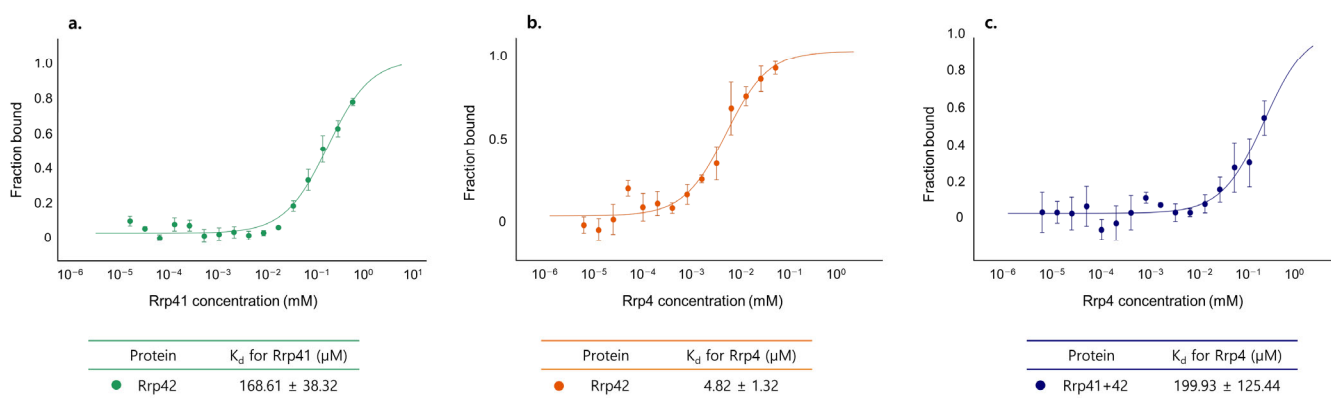 a.
Fraction bound
1.0
0.8
0.6
0.4
0.2
0
10⁻⁶ 10⁻⁵ 10⁻⁴ 10⁻³ 10⁻² 10⁻¹ 10⁰ 10¹
Rrp41 concentration (mM)
Protein K_d for Rrp41 (μM)
Rrp42 168.61 ± 38.32
b.
Fraction bound
1.0
0.5
0
10⁻⁶ 10⁻⁵ 10⁻⁴ 10⁻³ 10⁻² 10⁻¹ 10⁰
Rrp4 concentration (mM)
Protein K_d for Rrp4 (μM)
Rrp42 4.82 ± 1.32
c.
Fraction bound
1.0
0.8
0.6
0.4
0.2
0
10⁻⁶ 10⁻⁵ 10⁻⁴ 10⁻³ 10⁻² 10⁻¹ 10⁰
Rrp4 concentration (mM)
Protein K_d for Rrp4 (μM)
Rrp41+42 199.93 ± 125.44